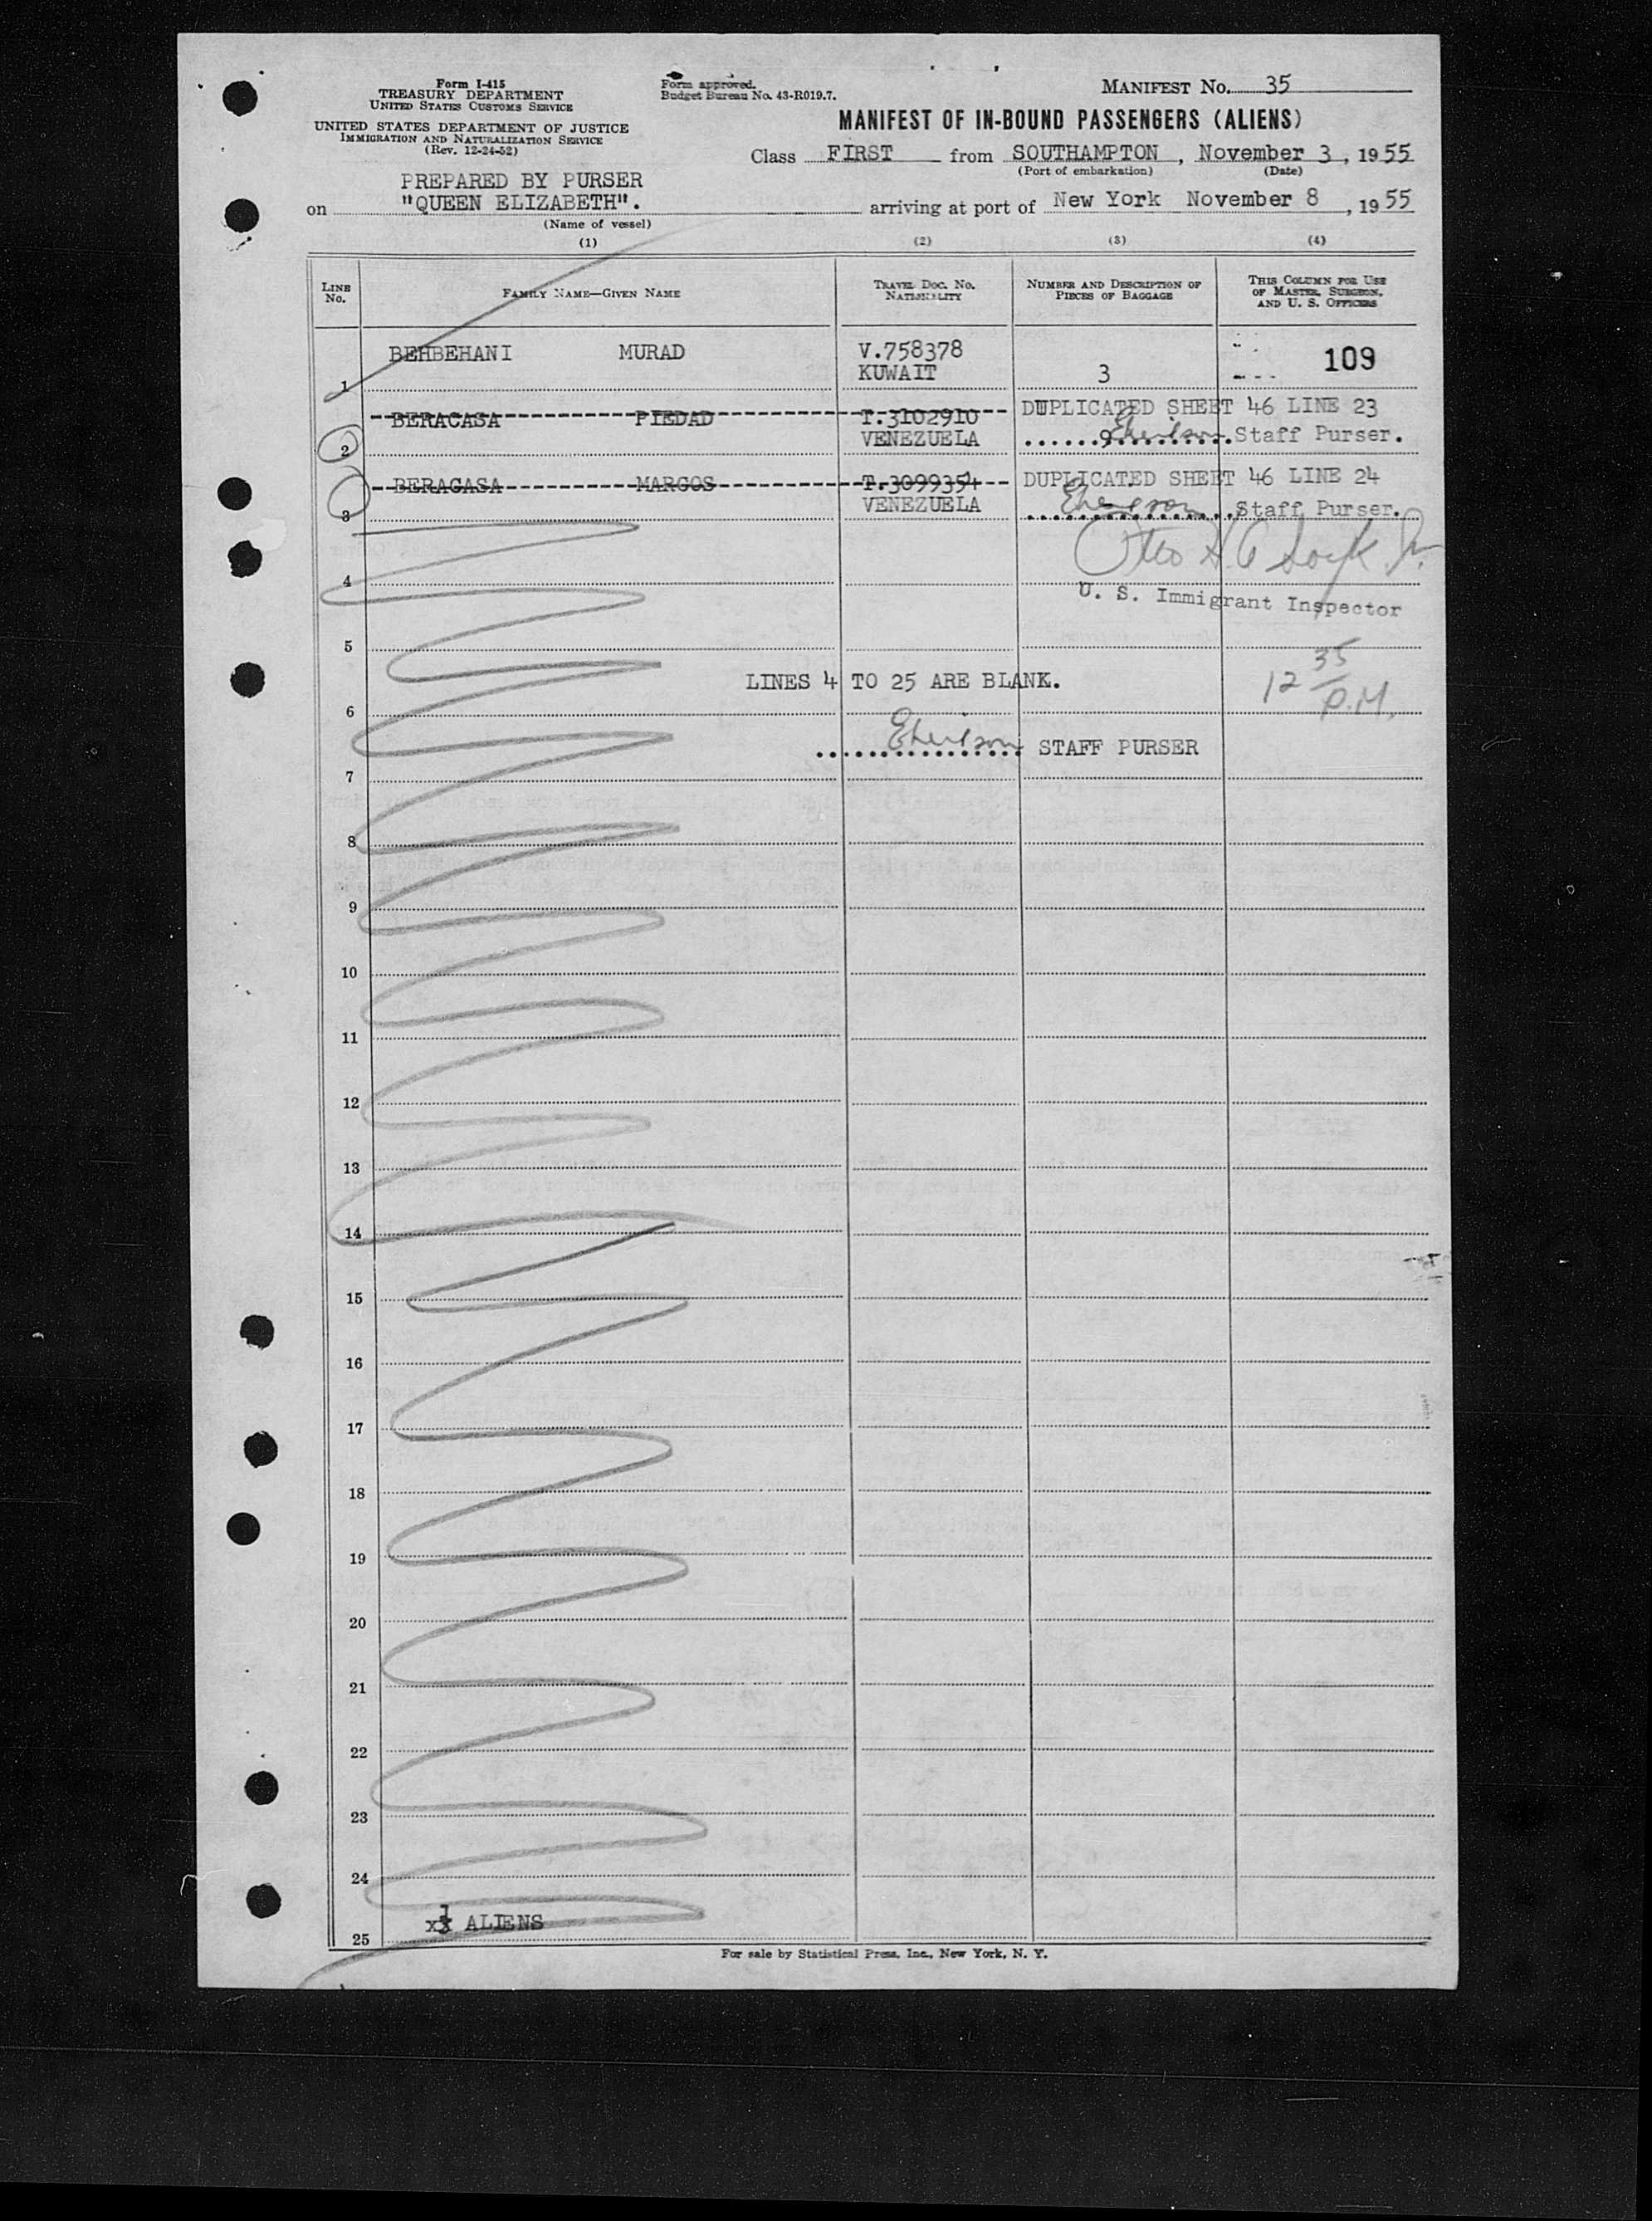 Form I-415
TREASURY DEPARTMENT
UNITED STATES CUSTOMS SERVICE
UNITED STATES DEPARTMENT OF JUSTICE
IMMIGRATION AND NATURALIZATION SERVICE
(Rev. 12-24-52)
Form approved.
Budget Bureau No. 43-R019.7.
MANIFEST NO. 35
MANIFEST OF IN-BOUND PASSENGERS (ALIENS)
Class FIRST from SOUTHAMPTON, November 3, 1955
(Port of embarkation) (Date)
PREPARED BY PURSER
on "QUEEN ELIZABETH". arriving at port of New York November 8, 1955
(Name of vessel)
(1) (2) (3) (4)
LINE No.
FAMILY NAME—GIVEN NAME
TRAVEL DOC. NO. NATIONALITY
NUMBER AND DESCRIPTION OF PIECES OF BAGGAGE
THIS COLUMN FOR USE OF MASTER, SURGEON, AND U. S. OFFICERS
BEHBEHANI MURAD V.758378 109
1 KUWAIT 3
BERACASA PIEDAD T.3102910 DUPLICATED SHEET 46 LINE 23
2 VENEZUELA 9 Staff Purser.
BERACASA MARCOS T.3099354 DUPLICATED SHEET 46 LINE 24
3 VENEZUELA Staff Purser.
4
U. S. Immigrant Inspector
5
LINES 4 TO 25 ARE BLANK.
12 35 P.M.
6
STAFF PURSER
7
8
9
10
11
12
13
14
15
16
17
18
19
20
21
22
23
24
1 ALIENS
25
For sale by Statistical Press, Inc., New York, N. Y.